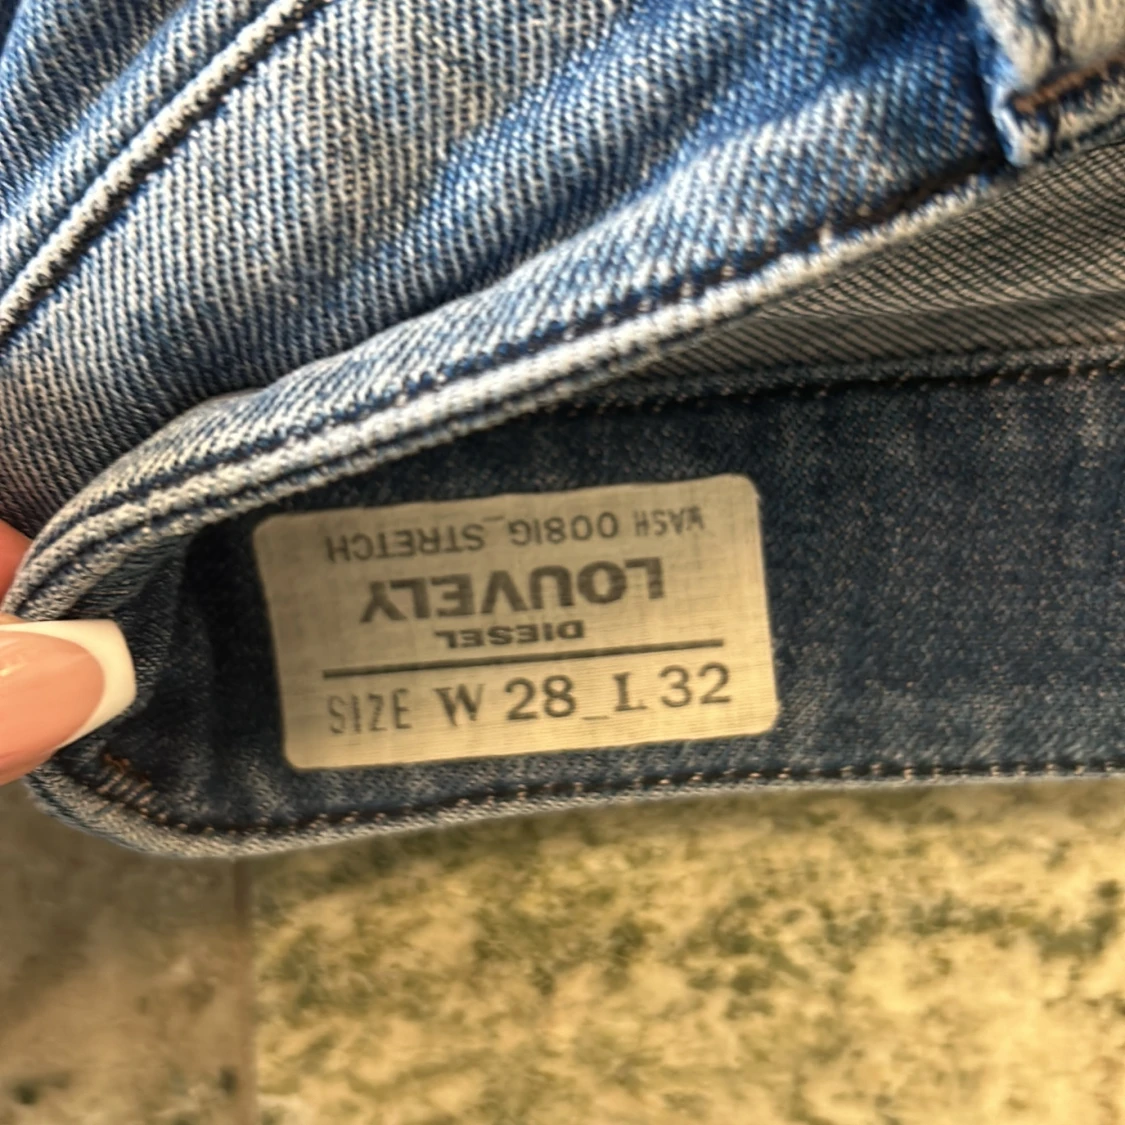 WASH 008IG_STRETCH
LOUVELY
DIESEL
SIZE W 28_L 32